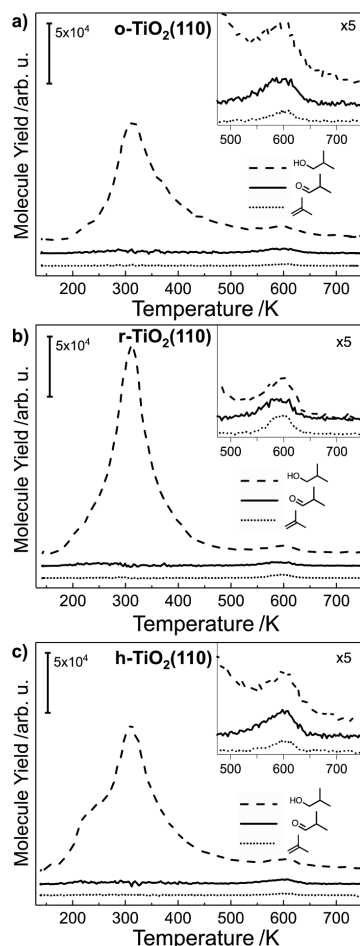 a)
o-TiO₂(110)
5x10⁴
x5
500 600 700
HO
O
Molecule Yield /arb. u.
200 300 400 500 600 700
Temperature /K
b)
r-TiO₂(110)
5x10⁴
x5
500 600 700
HO
O
Molecule Yield /arb. u.
200 300 400 500 600 700
Temperature /K
c)
h-TiO₂(110)
5x10⁴
x5
500 600 700
HO
O
Molecule Yield /arb. u.
200 300 400 500 600 700
Temperature /K